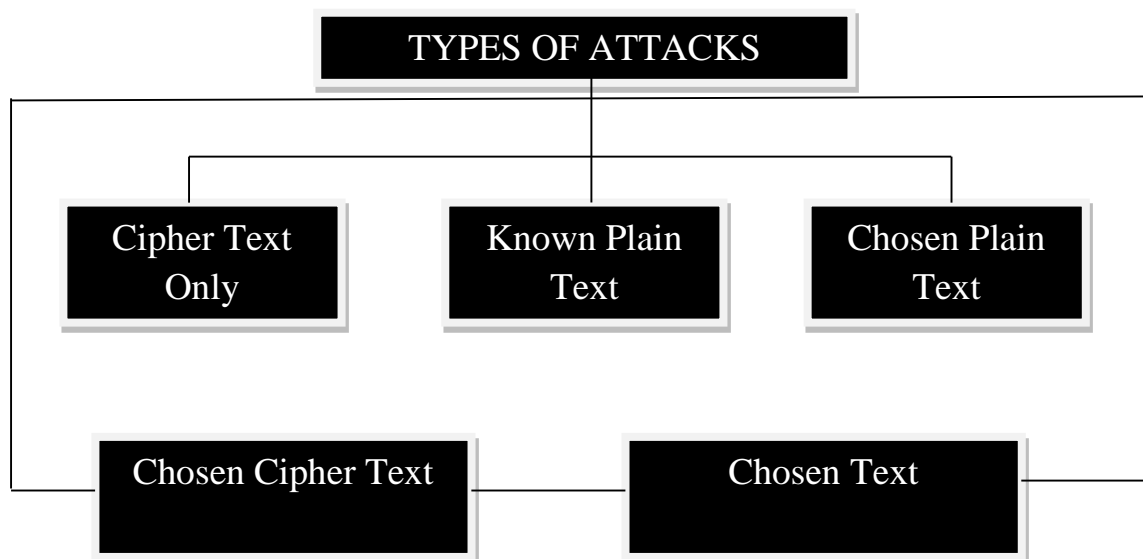 TYPES OF ATTACKS
Cipher Text
Only
Known Plain
Text
Chosen Plain
Text
Chosen Cipher Text
Chosen Text